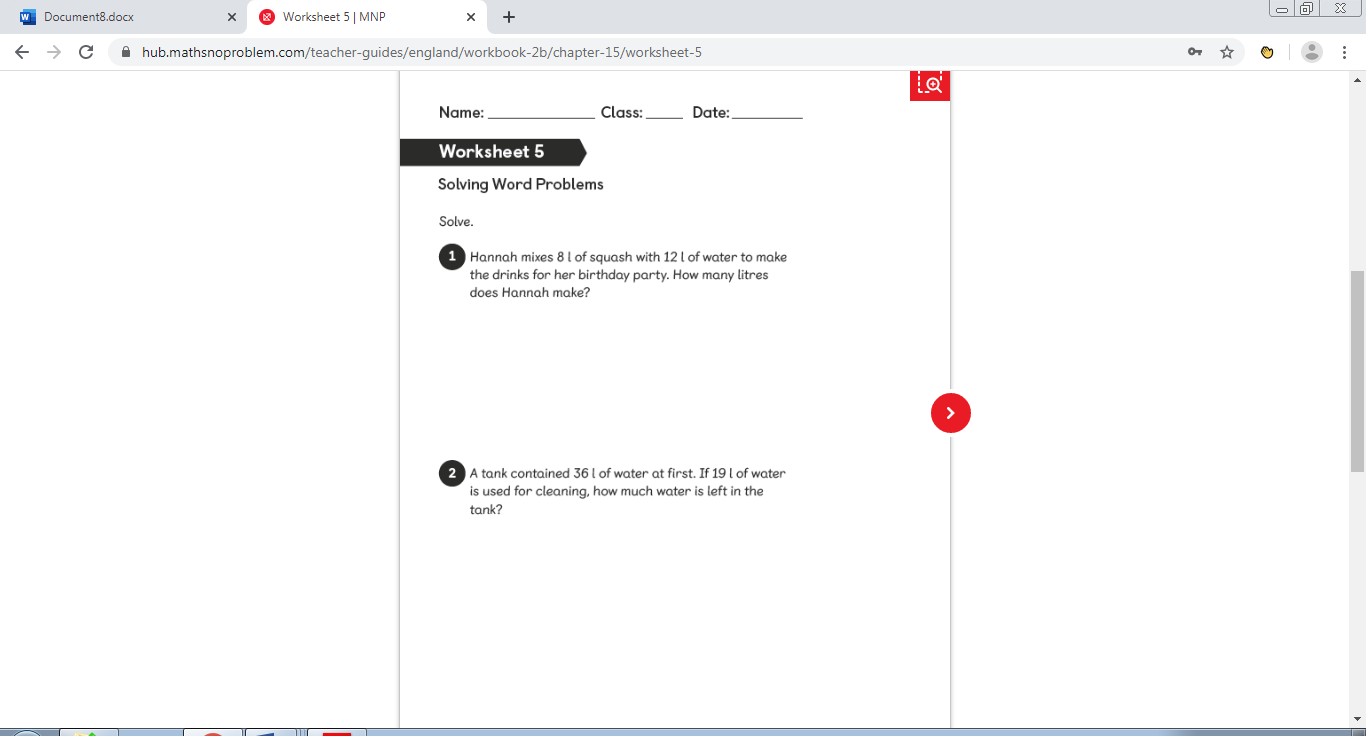 Document8.docx
Worksheet 5 | MNP
hub.mathsnoproblem.com/teacher-guides/england/workbook-2b/chapter-15/worksheet-5
Name: ____________ Class: ____ Date: ________
Worksheet 5
Solving Word Problems
Solve.
1 Hannah mixes 8 l of squash with 12 l of water to make
the drinks for her birthday party. How many litres
does Hannah make?
2 A tank contained 36 l of water at first. If 19 l of water
is used for cleaning, how much water is left in the
tank?